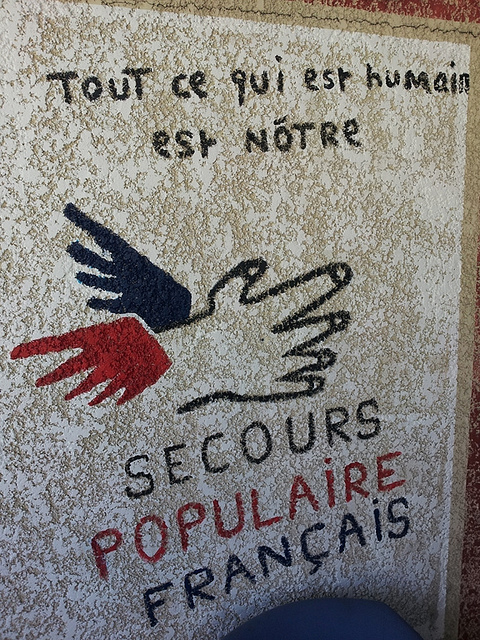 TOUT ce qui est humain
est NÔTRE
SECOURS
POPULAIRE
FRANÇAIS